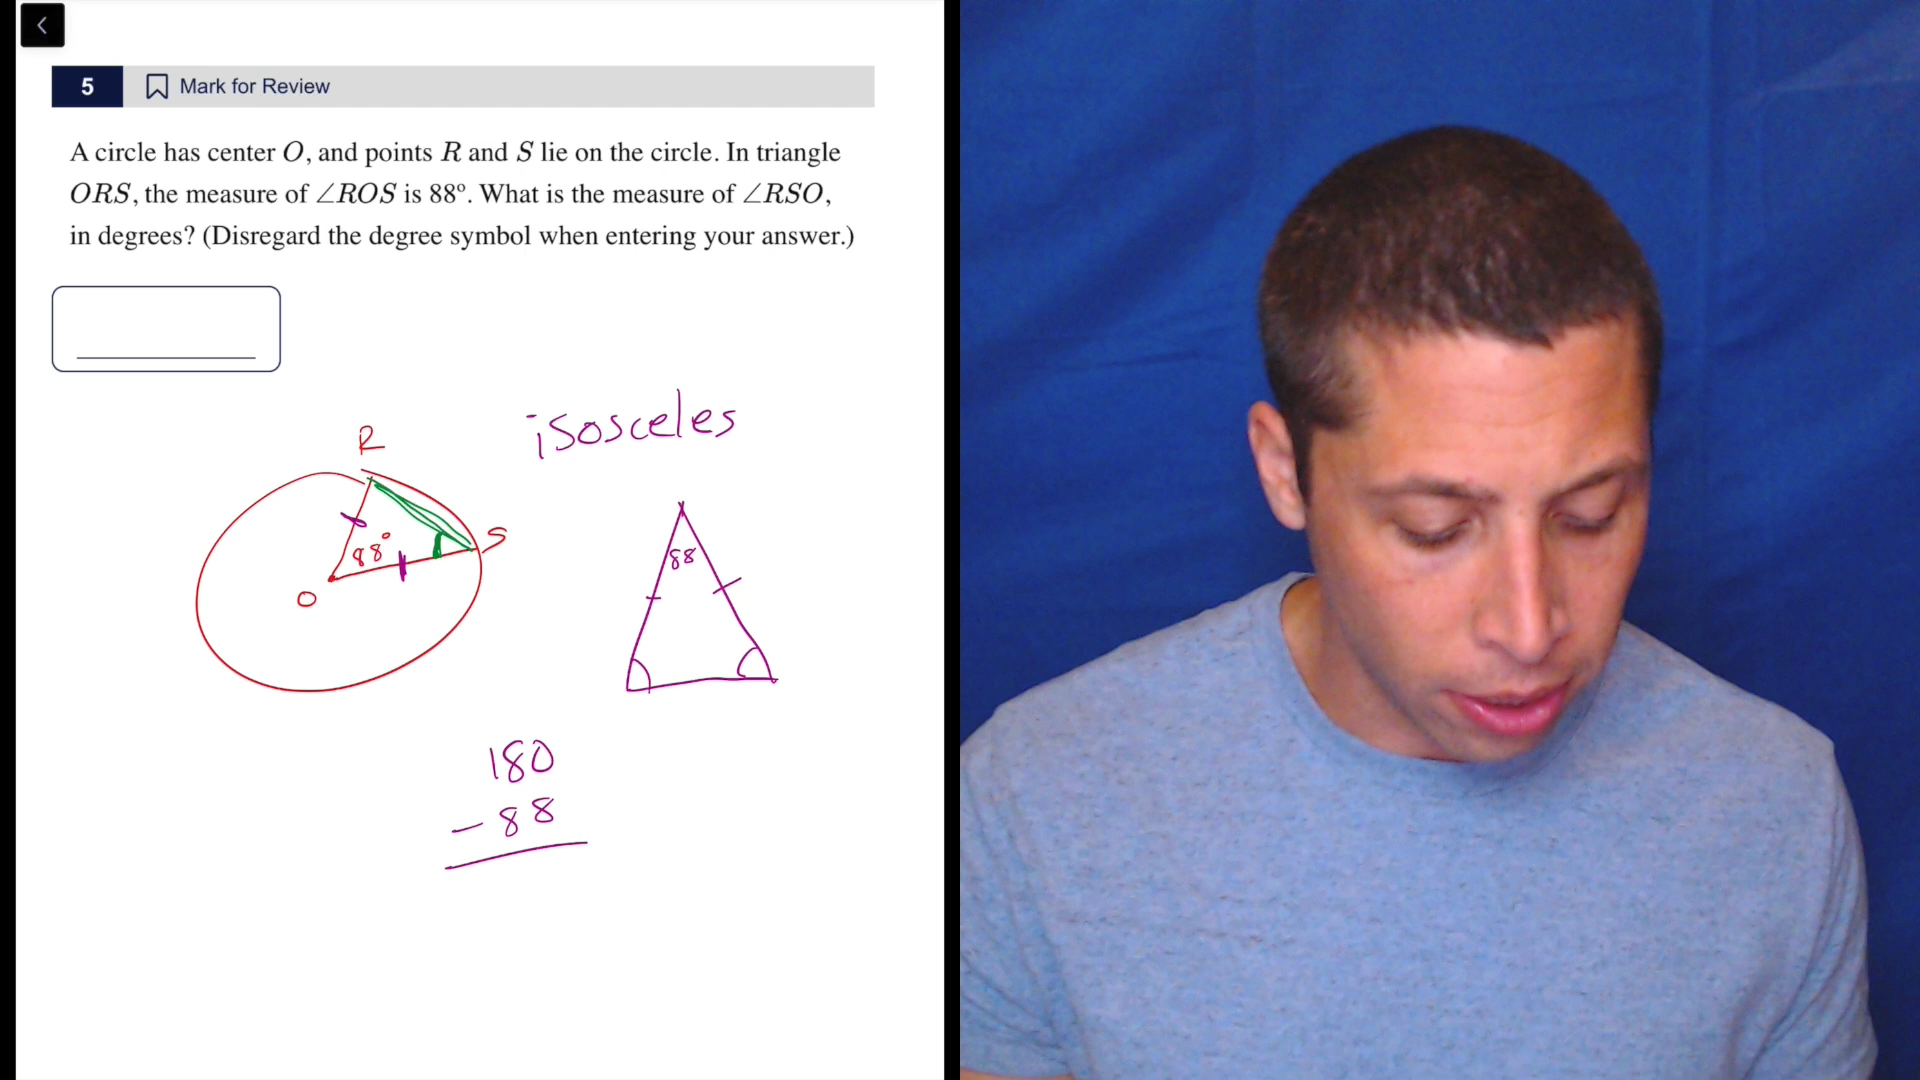 5 Mark for Review
A circle has center O, and points R and S lie on the circle. In triangle
ORS, the measure of ∠ROS is 88°. What is the measure of ∠RSO,
in degrees? (Disregard the degree symbol when entering your answer.)
isosceles
R
S
88°
O
88
180
- 88